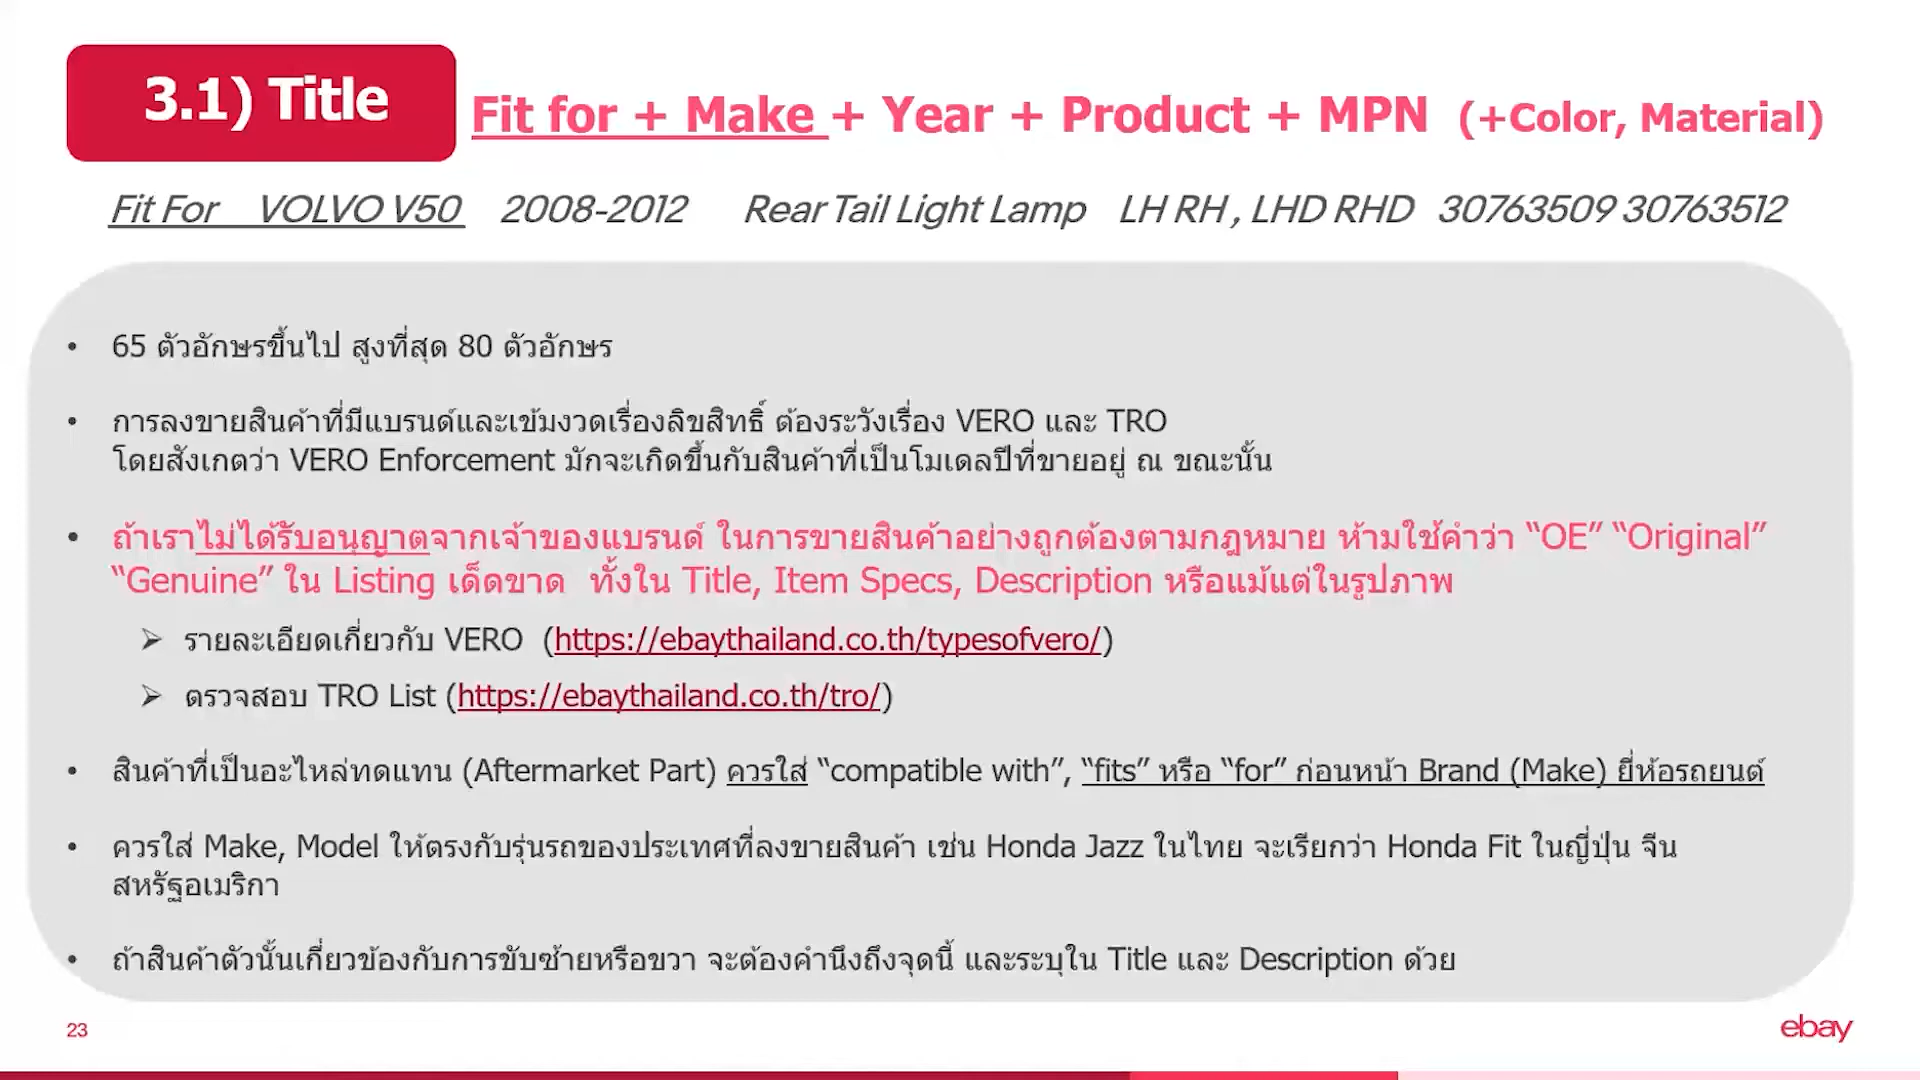 3.1) Title
Fit for + Make + Year + Product + MPN (+Color, Material)
Fit For VOLVO V50 2008-2012 Rear Tail Light Lamp LH RH , LHD RHD 30763509 30763512
• 65 ตัวอักษรขึ้นไป สูงที่สุด 80 ตัวอักษร
• การลงขายสินค้าที่มีแบรนด์และเข้มงวดเรื่องลิขสิทธิ์ ต้องระวังเรื่อง VERO และ TRO
โดยสังเกตว่า VERO Enforcement มักจะเกิดขึ้นกับสินค้าที่เป็นโมเดลปีที่ขายอยู่ ณ ขณะนั้น
• ถ้าเราไม่ได้รับอนุญาตจากเจ้าของแบรนด์ ในการขายสินค้าอย่างถูกต้องตามกฎหมาย ห้ามใช้คำว่า “OE” “Original”
“Genuine” ใน Listing เด็ดขาด ทั้งใน Title, Item Specs, Description หรือแม้แต่ในรูปภาพ
➢ รายละเอียดเกี่ยวกับ VERO (https://ebaythailand.co.th/typesofvero/)
➢ ตรวจสอบ TRO List (https://ebaythailand.co.th/tro/)
• สินค้าที่เป็นอะไหล่ทดแทน (Aftermarket Part) ควรใส่ “compatible with”, “fits” หรือ “for” ก่อนหน้า Brand (Make) ยี่ห้อรถยนต์
• ควรใส่ Make, Model ให้ตรงกับรุ่นรถของประเทศที่ลงขายสินค้า เช่น Honda Jazz ในไทย จะเรียกว่า Honda Fit ในญี่ปุ่น จีน
สหรัฐอเมริกา
• ถ้าสินค้าตัวนั้นเกี่ยวข้องกับการขับซ้ายหรือขวา จะต้องคำนึงถึงจุดนี้ และระบุใน Title และ Description ด้วย
23
ebay